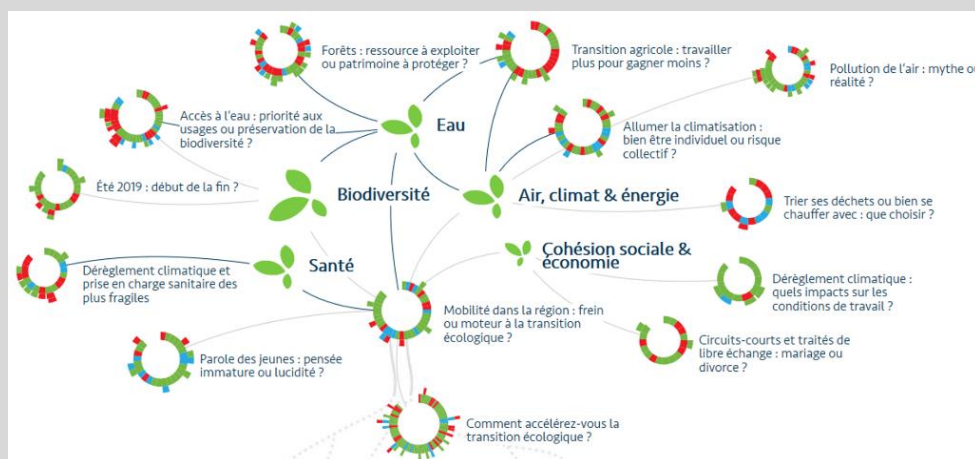 Forêts : ressource à exploiter
ou patrimoine à protéger ?
Transition agricole : travailler
plus pour gagner moins ?
Pollution de l'air : mythe ou
réalité ?
Accès à l'eau : priorité aux
usages ou préservation de la
biodiversité ?
Eau
Allumer la climatisation :
bien être individuel ou risque
collectif ?
Été 2019 : début de la fin ?
Biodiversité
Air, climat & énergie
Trier ses déchets ou bien se
chauffer avec : que choisir ?
Dérèglement climatique et
prise en charge sanitaire des
plus fragiles
Santé
Cohésion sociale &
économie
Dérèglement climatique :
quels impacts sur les
conditions de travail ?
Mobilité dans la région : frein
ou moteur à la transition
écologique ?
Circuits-courts et traités de
libre échange : mariage ou
divorce ?
Parole des jeunes : pensée
immature ou lucidité ?
Comment accélérez-vous la
transition écologique ?